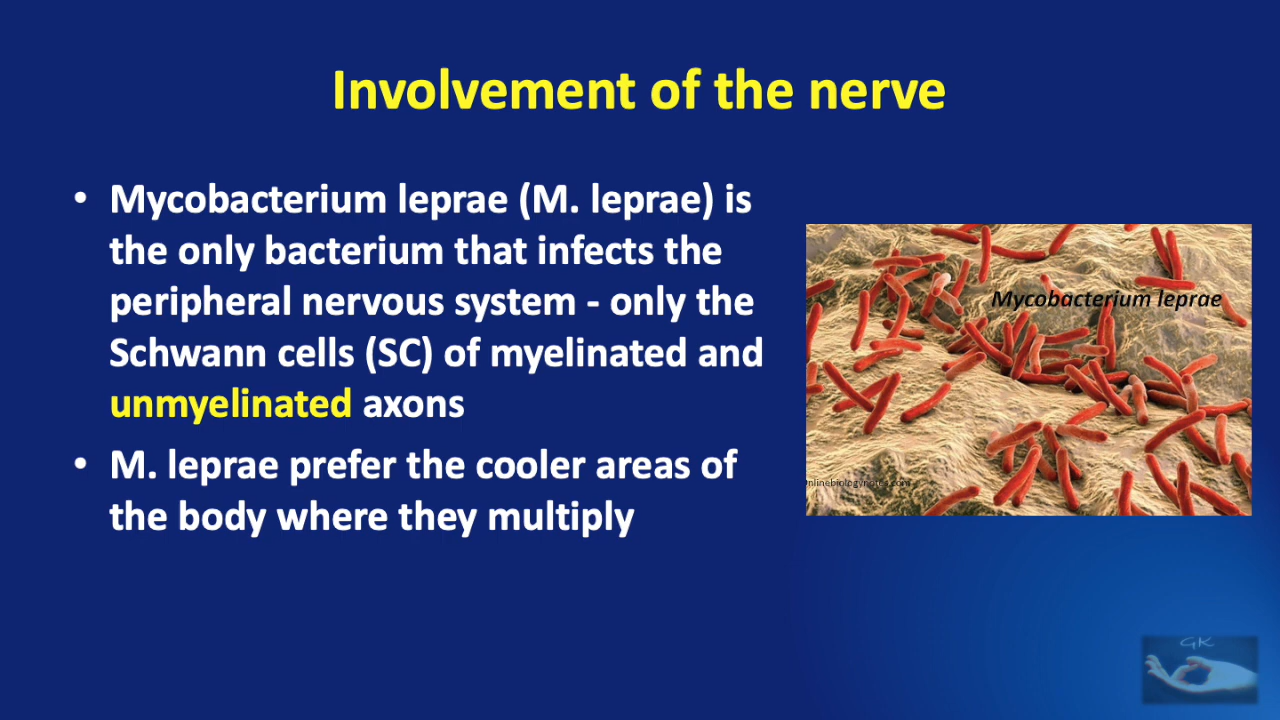 Involvement of the nerve
• Mycobacterium leprae (M. leprae) is
the only bacterium that infects the
peripheral nervous system - only the
Schwann cells (SC) of myelinated and
unmyelinated axons
• M. leprae prefer the cooler areas of
the body where they multiply
Mycobacterium leprae
nlinebiologynotes.com
GK